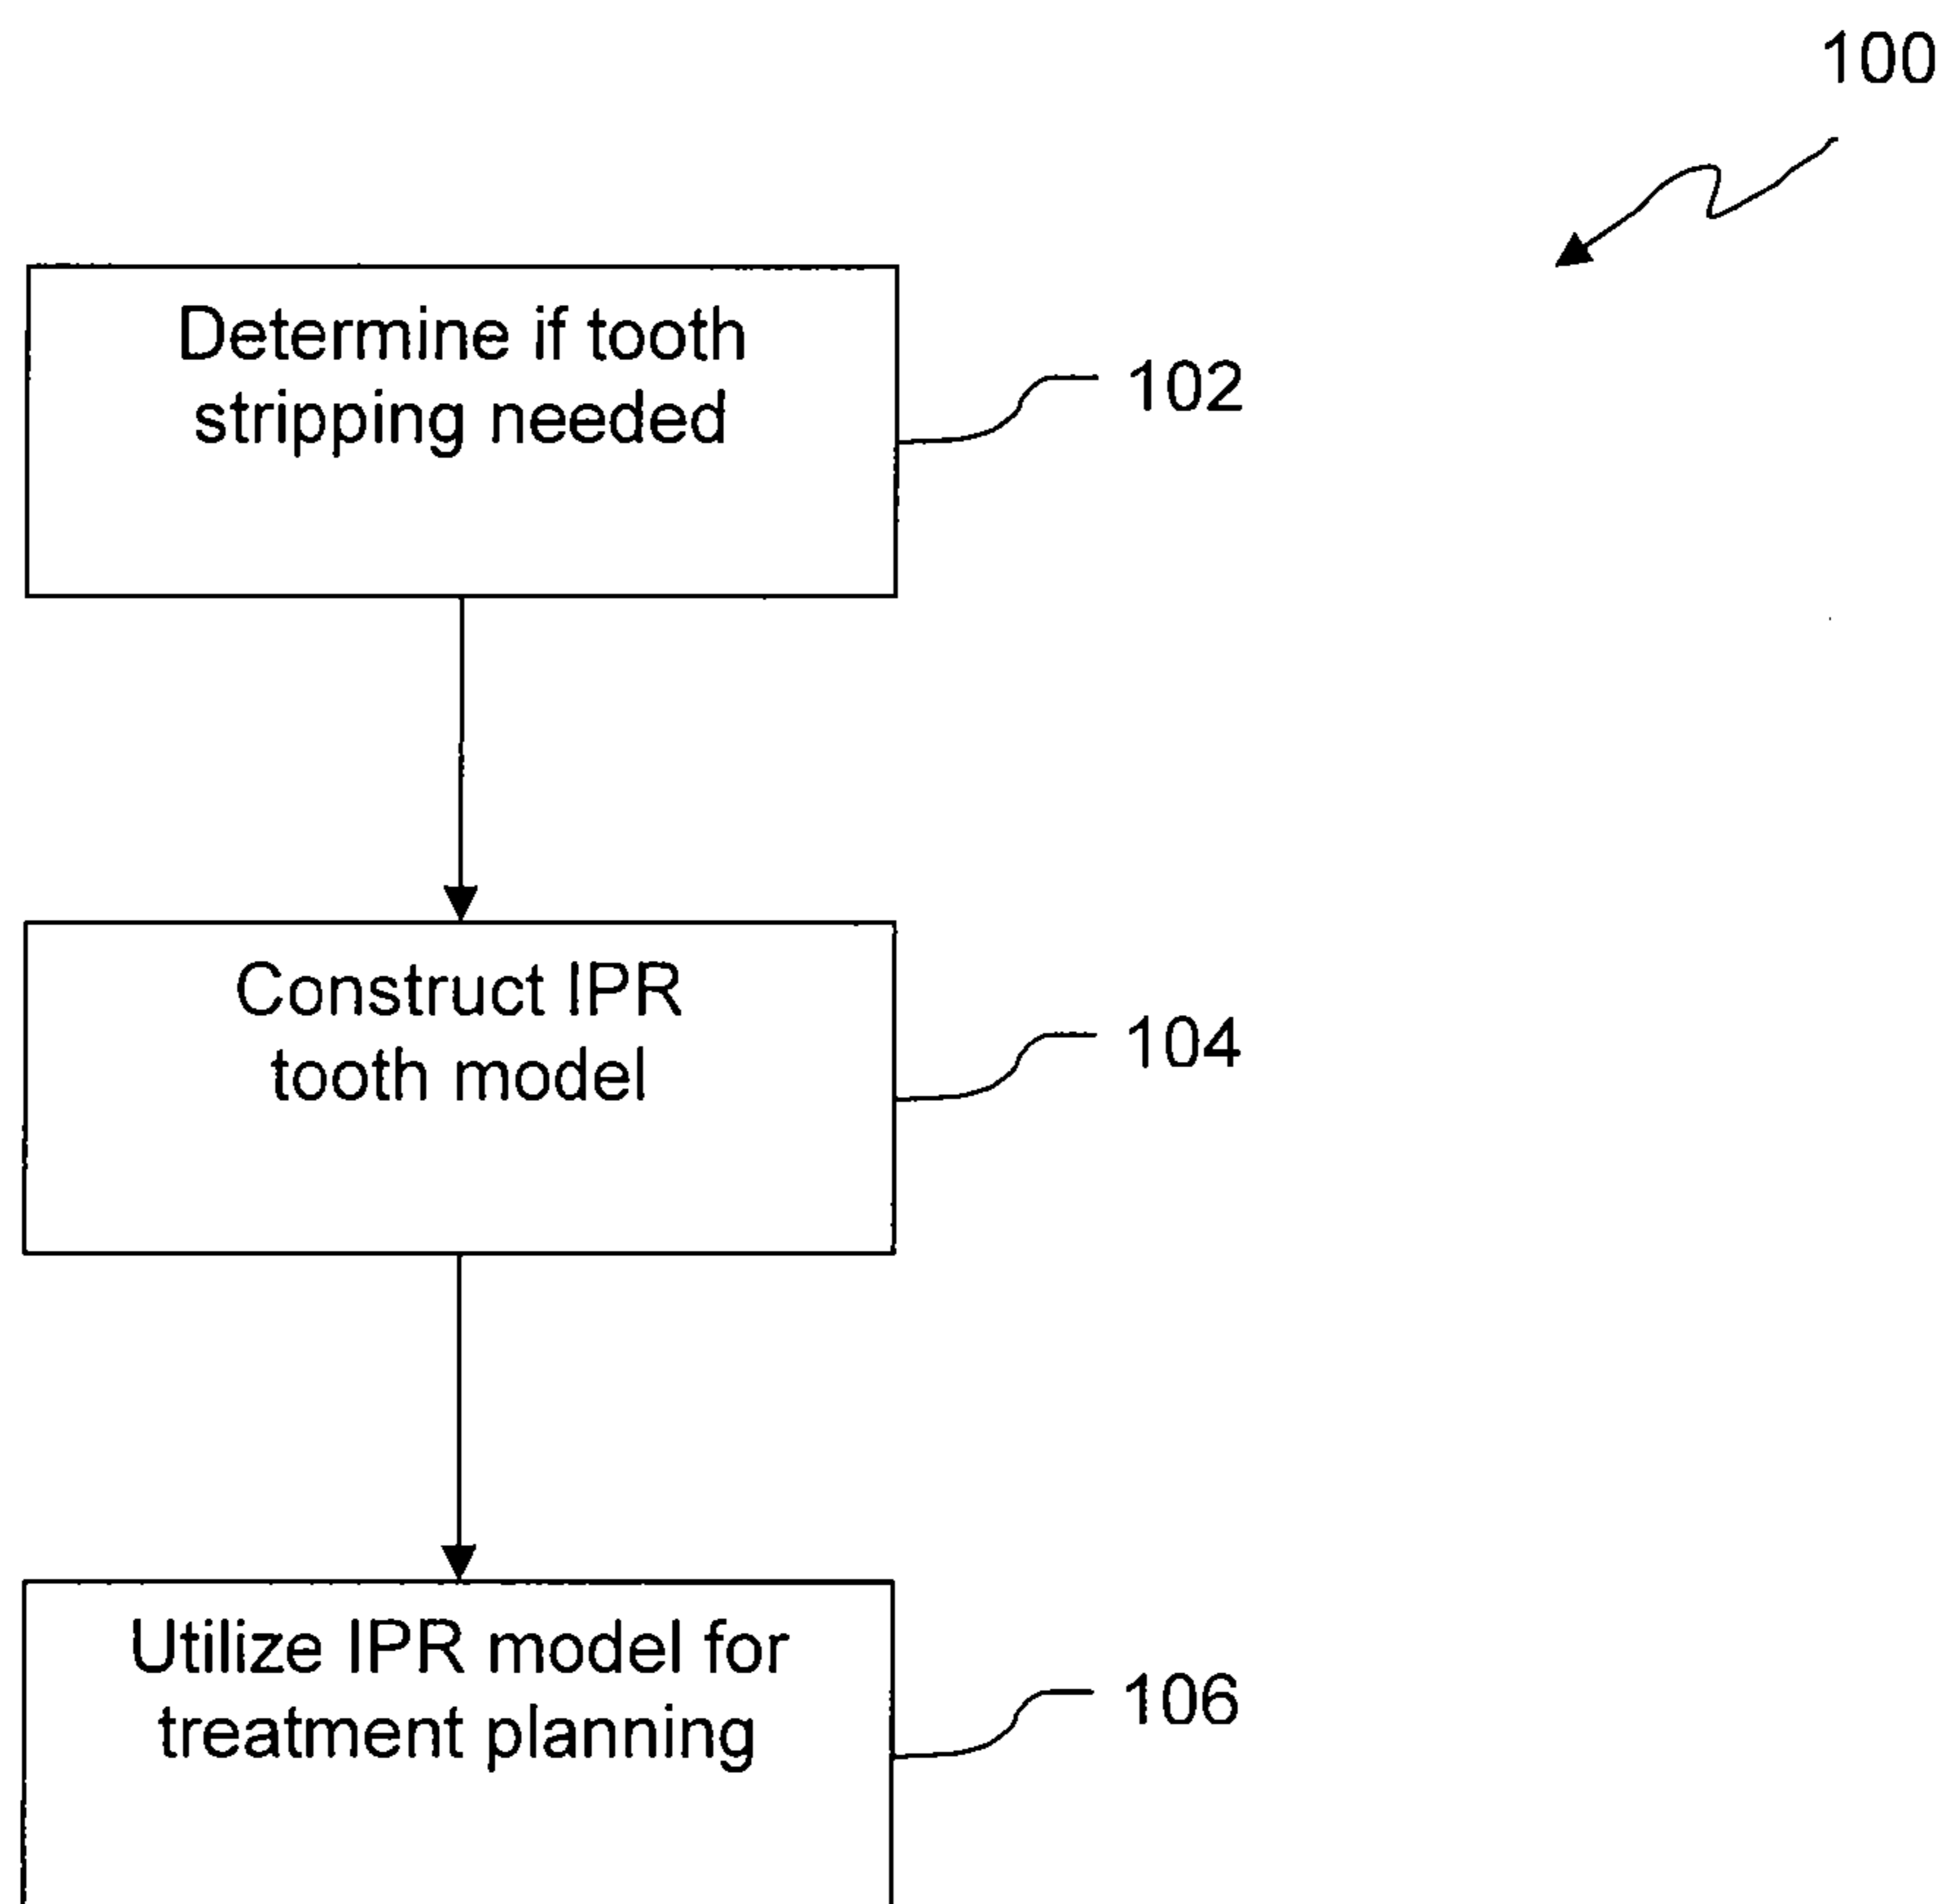 100
Determine if tooth
stripping needed
102
Construct IPR
tooth model
104
Utilize IPR model for
treatment planning
106